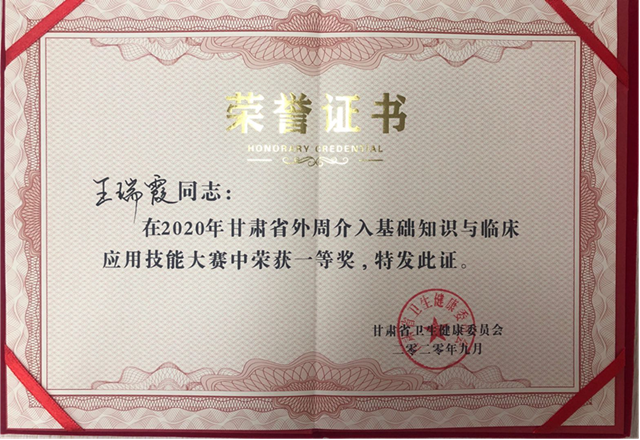 荣誉证书
HONORARY CREDENTIAL
王瑞霞同志：
在2020年甘肃省外周介入基础知识与临床
应用技能大赛中荣获一等奖，特发此证。
甘肃省卫生健康委员会
二〇二〇年九月